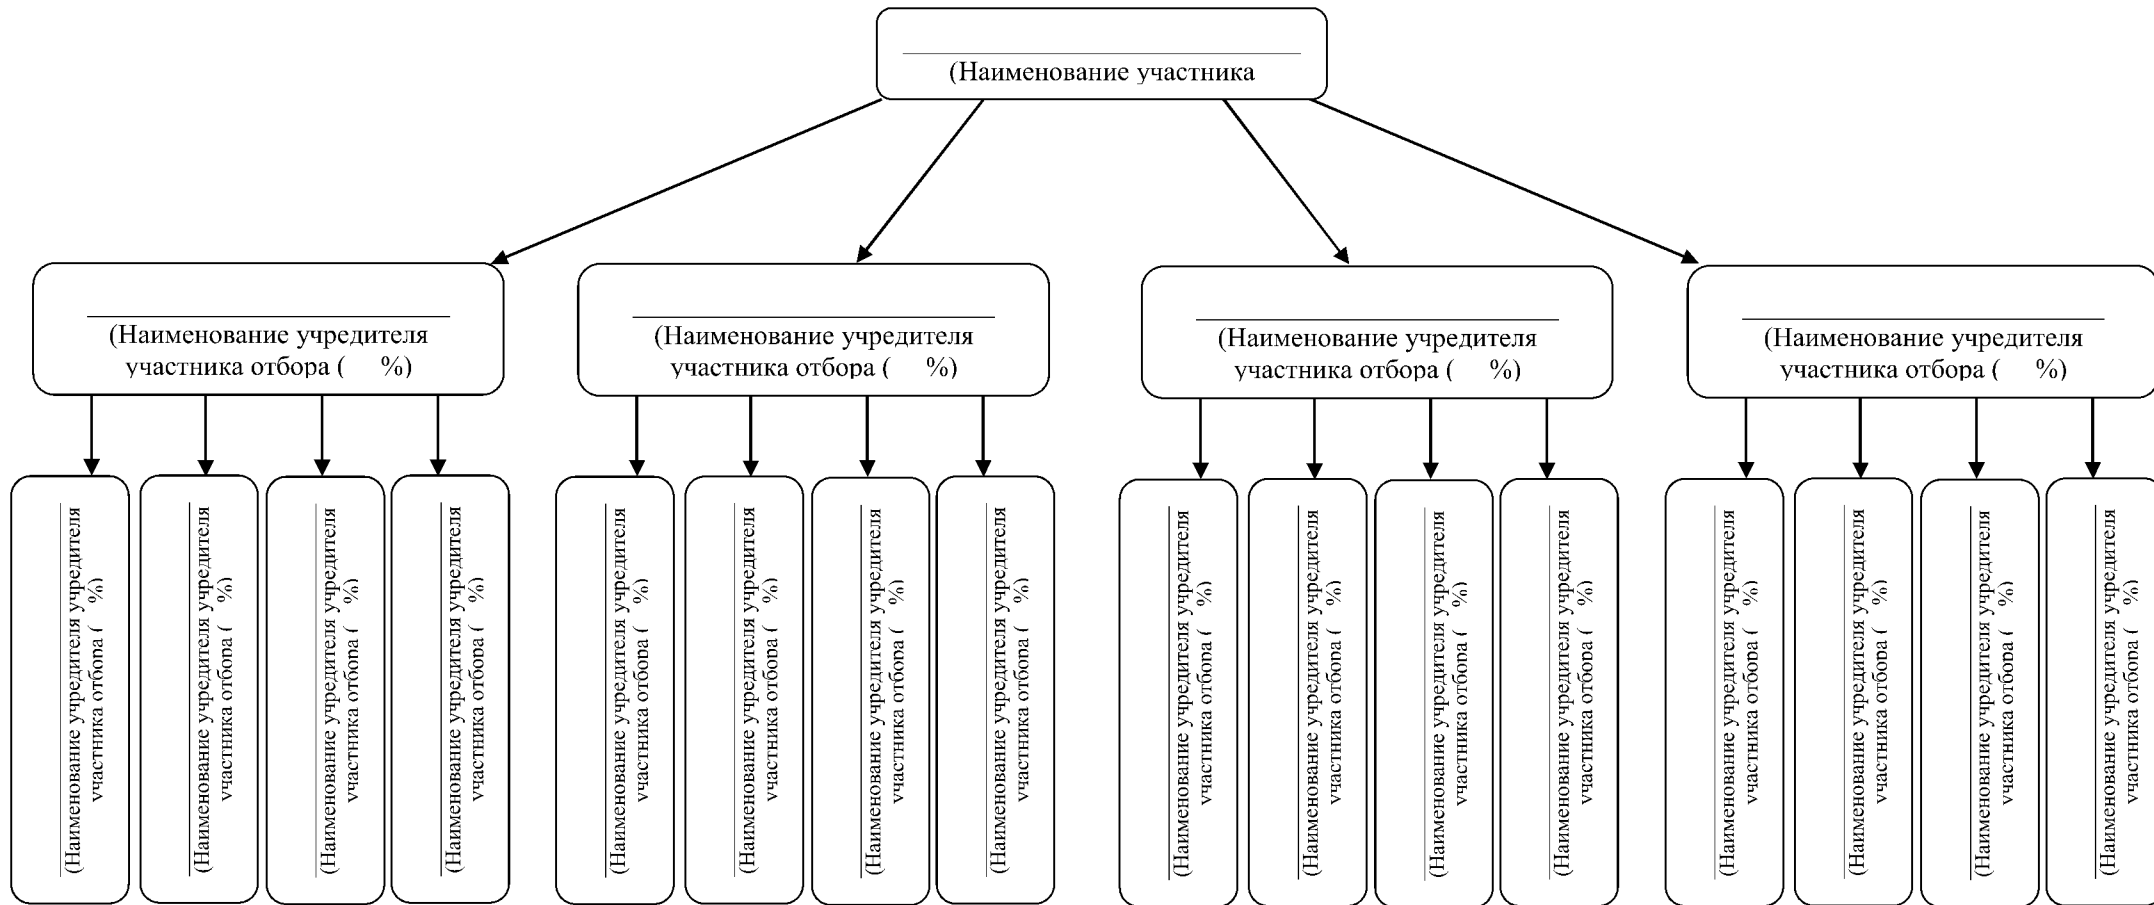 (Наименование участника
(Наименование учредителя
участника отбора (    %)
(Наименование учредителя
участника отбора (    %)
(Наименование учредителя
участника отбора (    %)
(Наименование учредителя
участника отбора (    %)
(Наименование учредителя учредителя
участника отбора (    %)
(Наименование учредителя учредителя
участника отбора (    %)
(Наименование учредителя учредителя
участника отбора (    %)
(Наименование учредителя учредителя
участника отбора (    %)
(Наименование учредителя учредителя
участника отбора (    %)
(Наименование учредителя учредителя
участника отбора (    %)
(Наименование учредителя учредителя
участника отбора (    %)
(Наименование учредителя учредителя
участника отбора (    %)
(Наименование учредителя учредителя
участника отбора (    %)
(Наименование учредителя учредителя
участника отбора (    %)
(Наименование учредителя учредителя
участника отбора (    %)
(Наименование учредителя учредителя
участника отбора (    %)
(Наименование учредителя учредителя
участника отбора (    %)
(Наименование учредителя учредителя
участника отбора (    %)
(Наименование учредителя учредителя
участника отбора (    %)
(Наименование учредителя учредителя
участника отбора (    %)